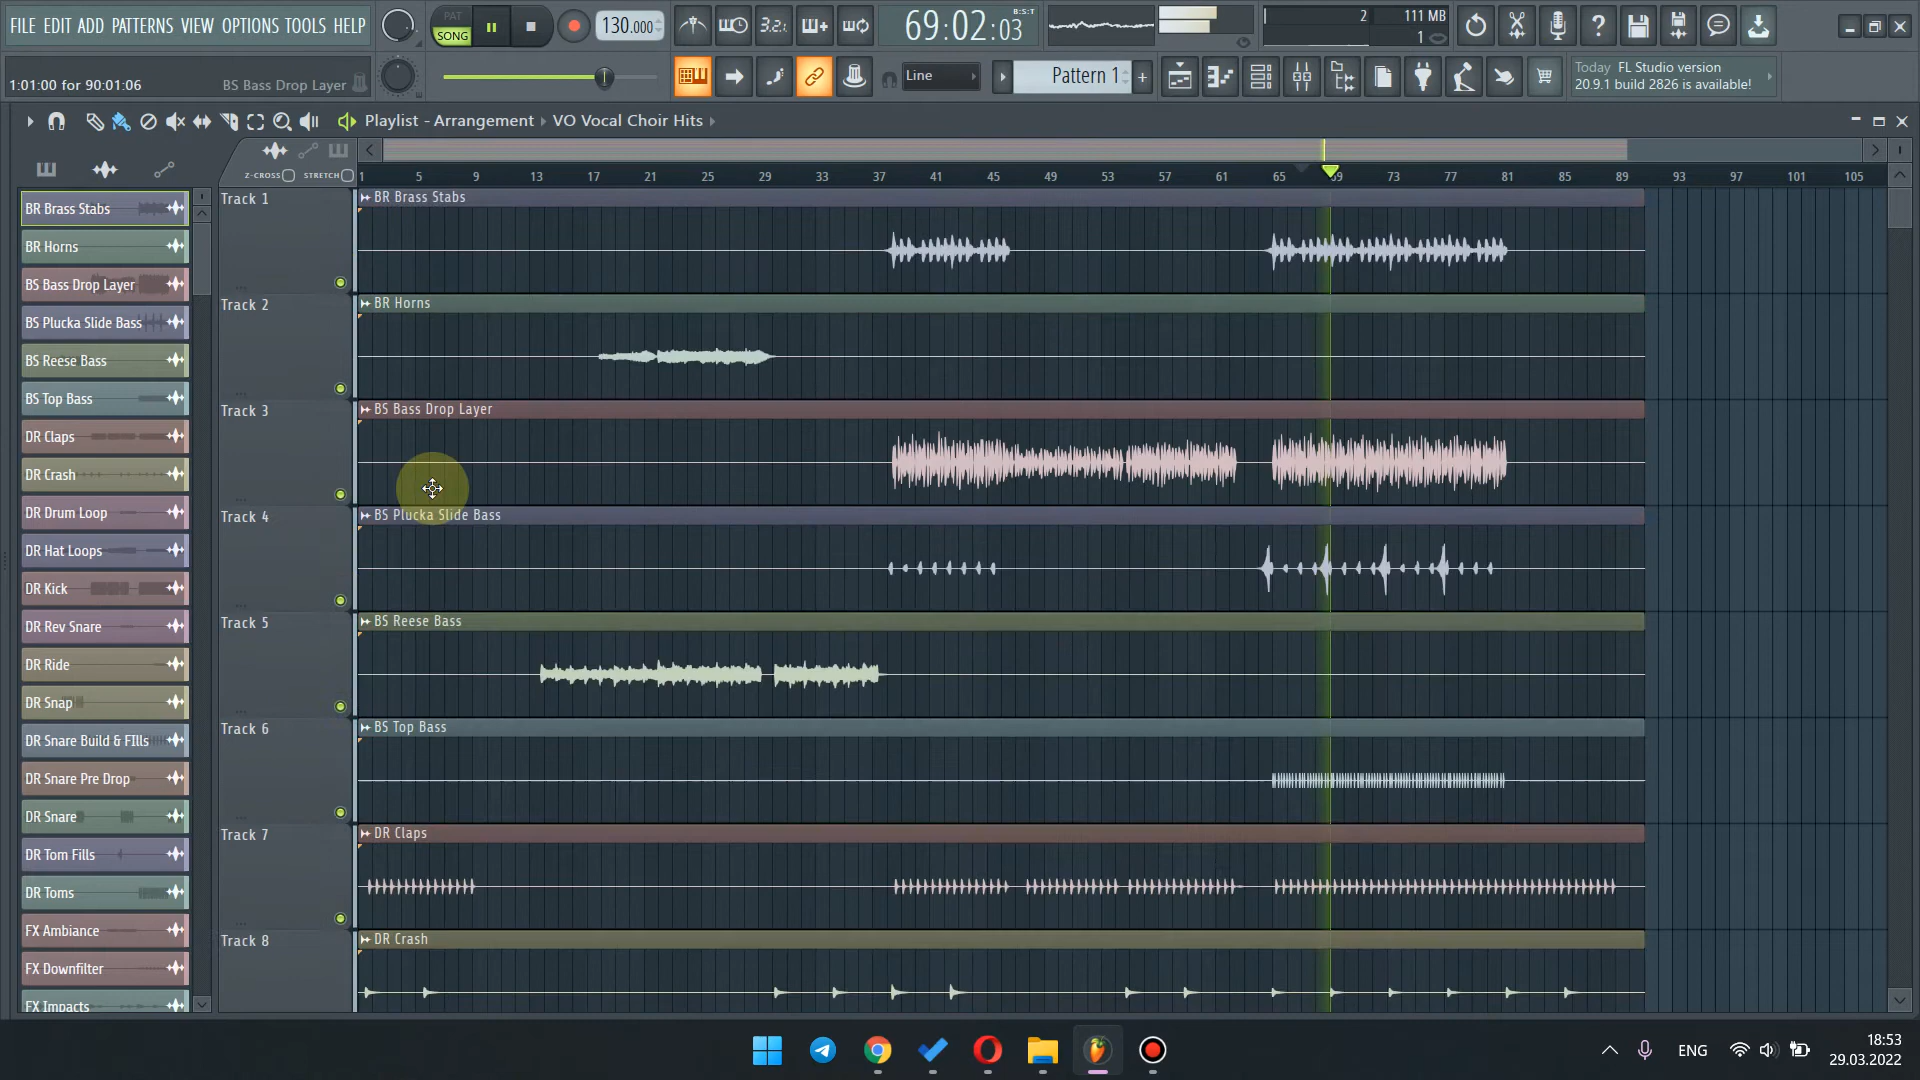 FILE EDIT ADD PATTERNS VIEW OPTIONS TOOLS HELP
PAT
SONG
130.000
3.2.
69:02:03
B:S:T
2
111 MB
1
1:01:00 for 90:01:06
BS Bass Drop Layer
Line
Pattern 1
Today FL Studio version
20.9.1 build 2826 is available!
Playlist - Arrangement
VO Vocal Choir Hits
Z-CROSS
STRETCH
1
5
9
13
17
21
25
29
33
37
41
45
49
53
57
61
65
69
73
77
81
85
89
93
97
101
105
BR Brass Stabs
BR Horns
BS Bass Drop Layer
BS Plucka Slide Bass
BS Reese Bass
BS Top Bass
DR Claps
DR Crash
DR Drum Loop
DR Hat Loops
DR Kick
DR Rev Snare
DR Ride
DR Snap
DR Snare Build & FIlls
DR Snare Pre Drop
DR Snare
DR Tom Fills
DR Toms
FX Ambiance
FX Downfilter
FX Impacts
Track 1
BR Brass Stabs
Track 2
BR Horns
Track 3
BS Bass Drop Layer
Track 4
BS Plucka Slide Bass
Track 5
BS Reese Bass
Track 6
BS Top Bass
Track 7
DR Claps
Track 8
DR Crash
ENG
18:53
29.03.2022